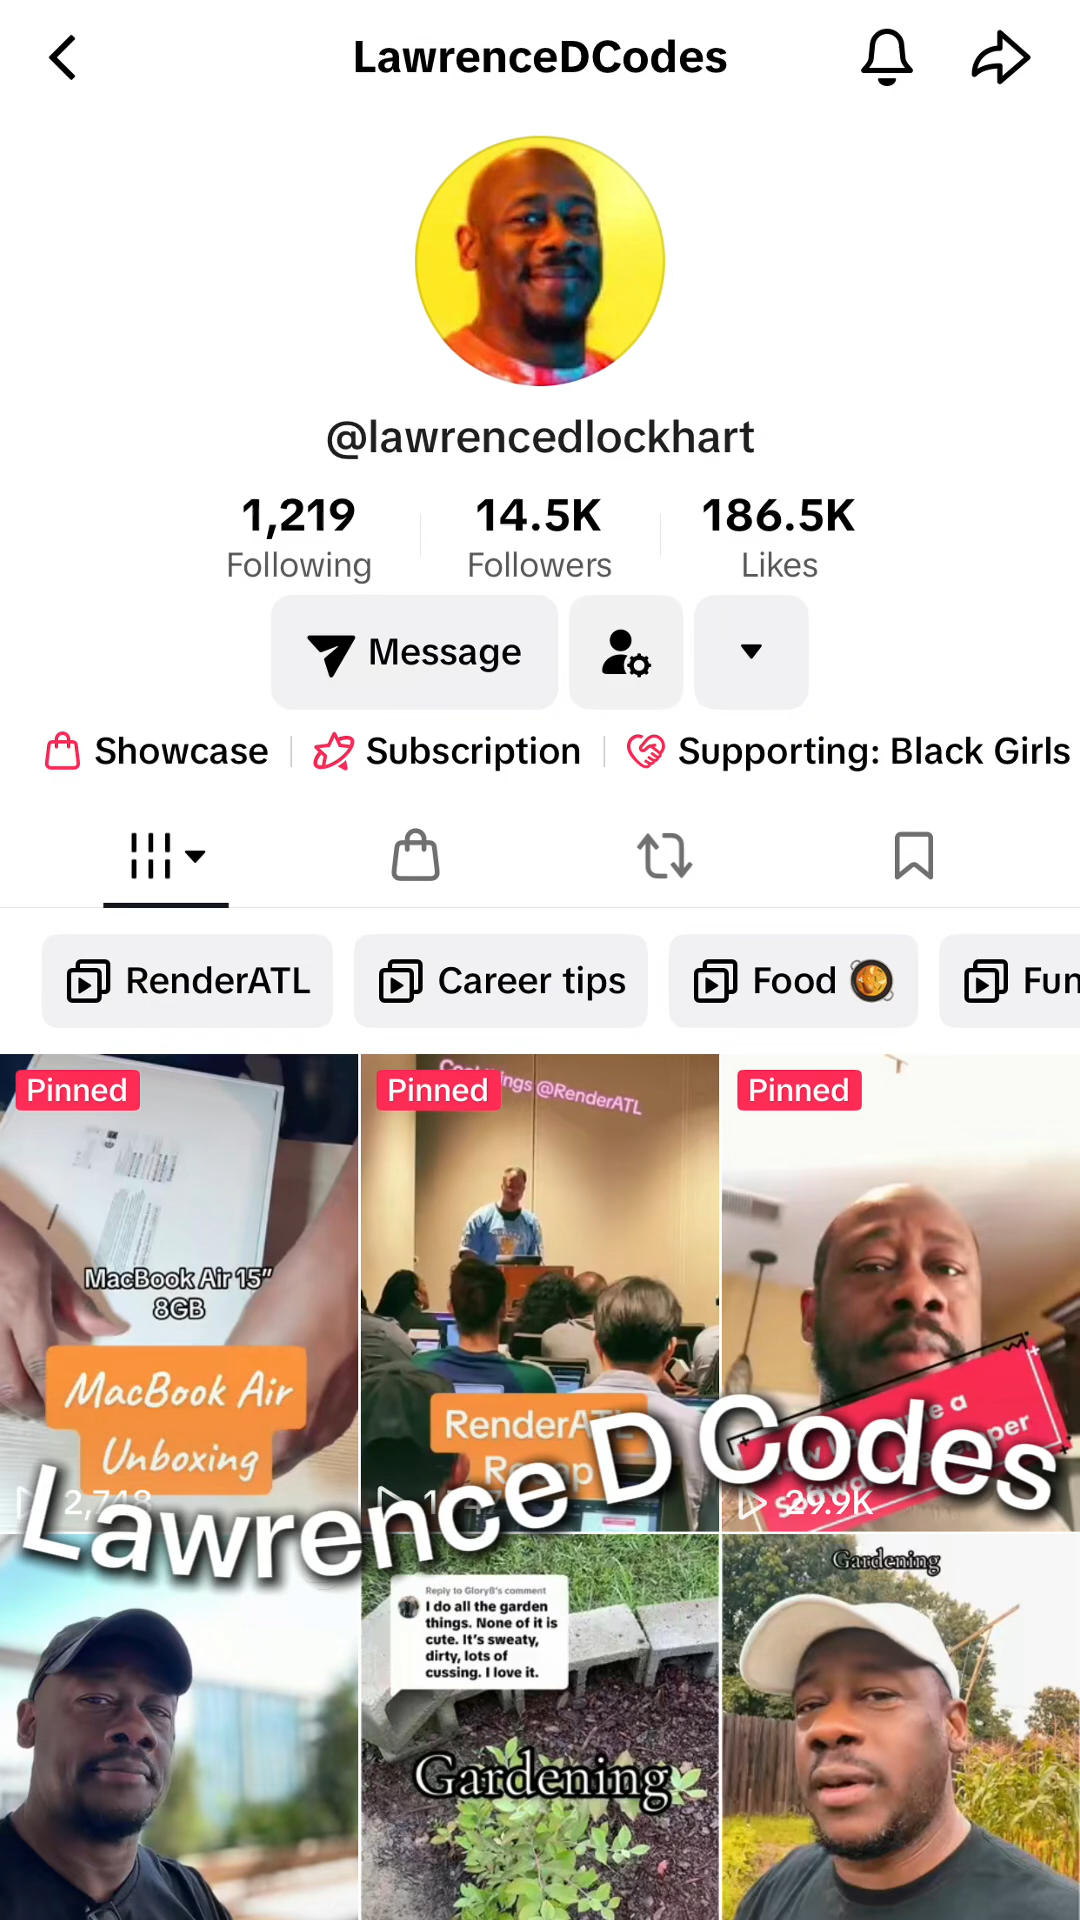 LawrenceDCodes
@lawrencedlockhart
1,219
Following
14.5K
Followers
186.5K
Likes
Message
Showcase
Subscription
Supporting: Black Girls
RenderATL
Career tips
Food
Fun
Pinned
MacBook Air 15"
8GB
MacBook Air
Unboxing
2,748
Pinned
@RenderATL
Pinned
29.9K
Lawrence D Codes
Reply to GloryB's comment
I do all the garden
things. None of it is
cute. It's sweaty,
dirty, lots of
cussing. I love it.
Gardening
Gardening